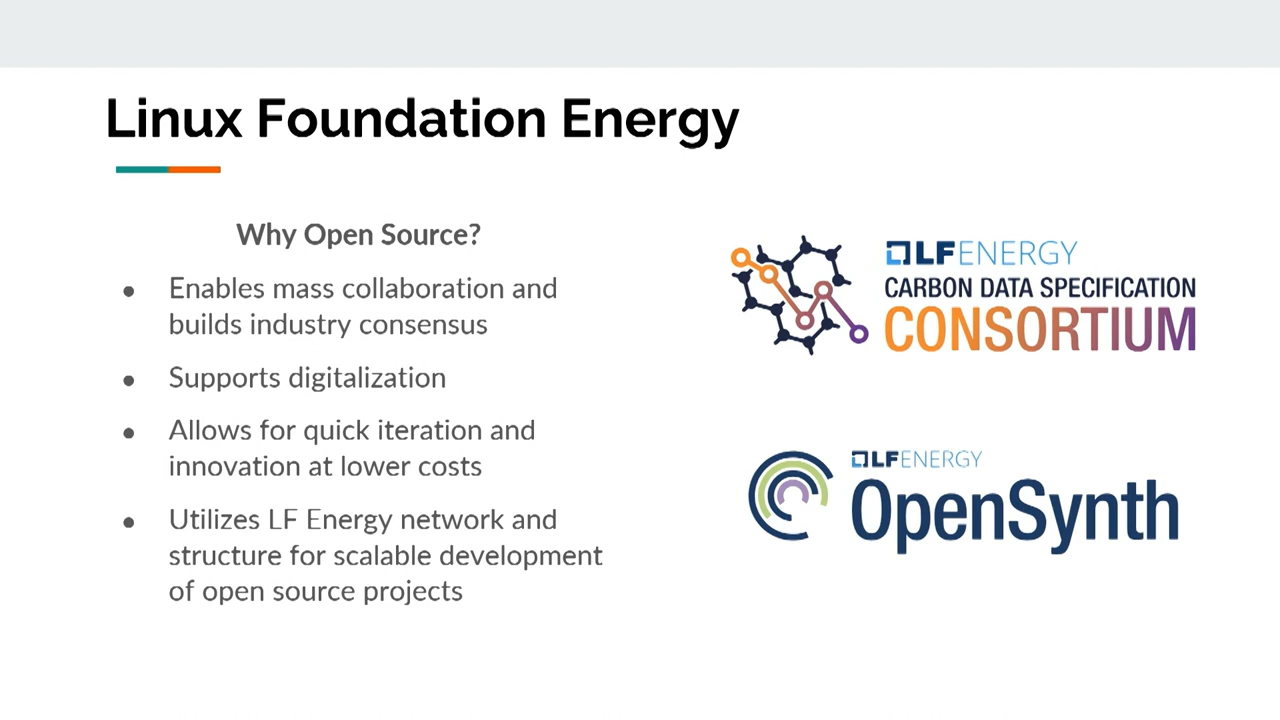 Linux Foundation Energy
Why Open Source?
● Enables mass collaboration and
builds industry consensus
● Supports digitalization
● Allows for quick iteration and
innovation at lower costs
● Utilizes LF Energy network and
structure for scalable development
of open source projects
LFENERGY
CARBON DATA SPECIFICATION
CONSORTIUM
LFENERGY
OpenSynth